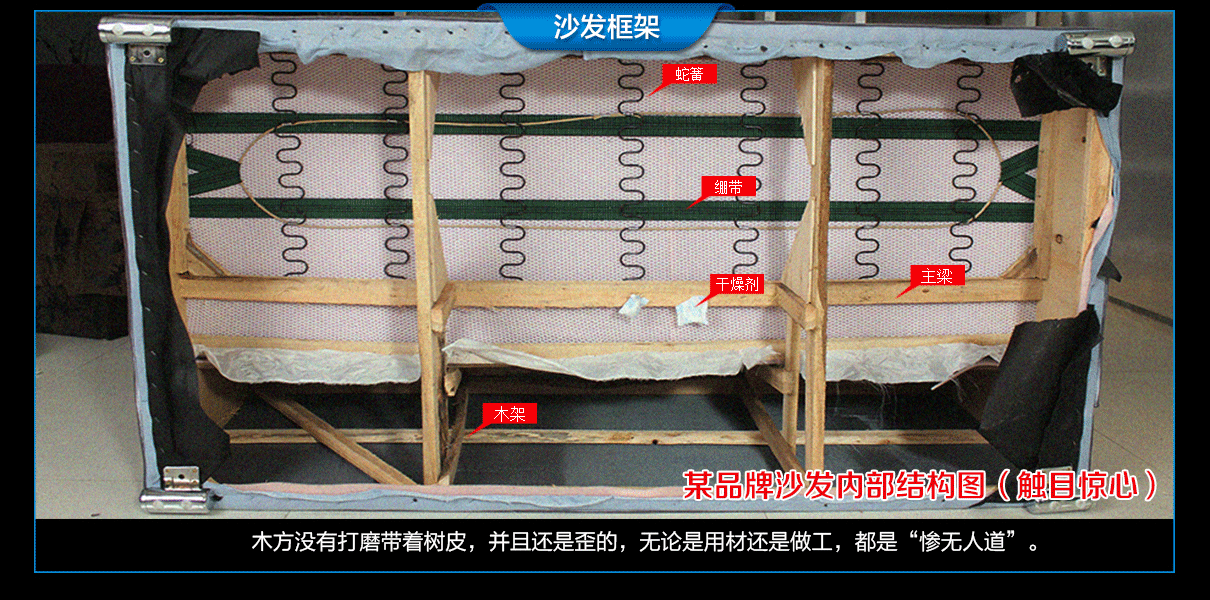 沙发框架
蛇簧
绷带
干燥剂
主梁
木架
某品牌沙发内部结构图（触目惊心）
木方没有打磨带着树皮，并且还是歪的，无论是用材还是做工，都是“惨无人道”。